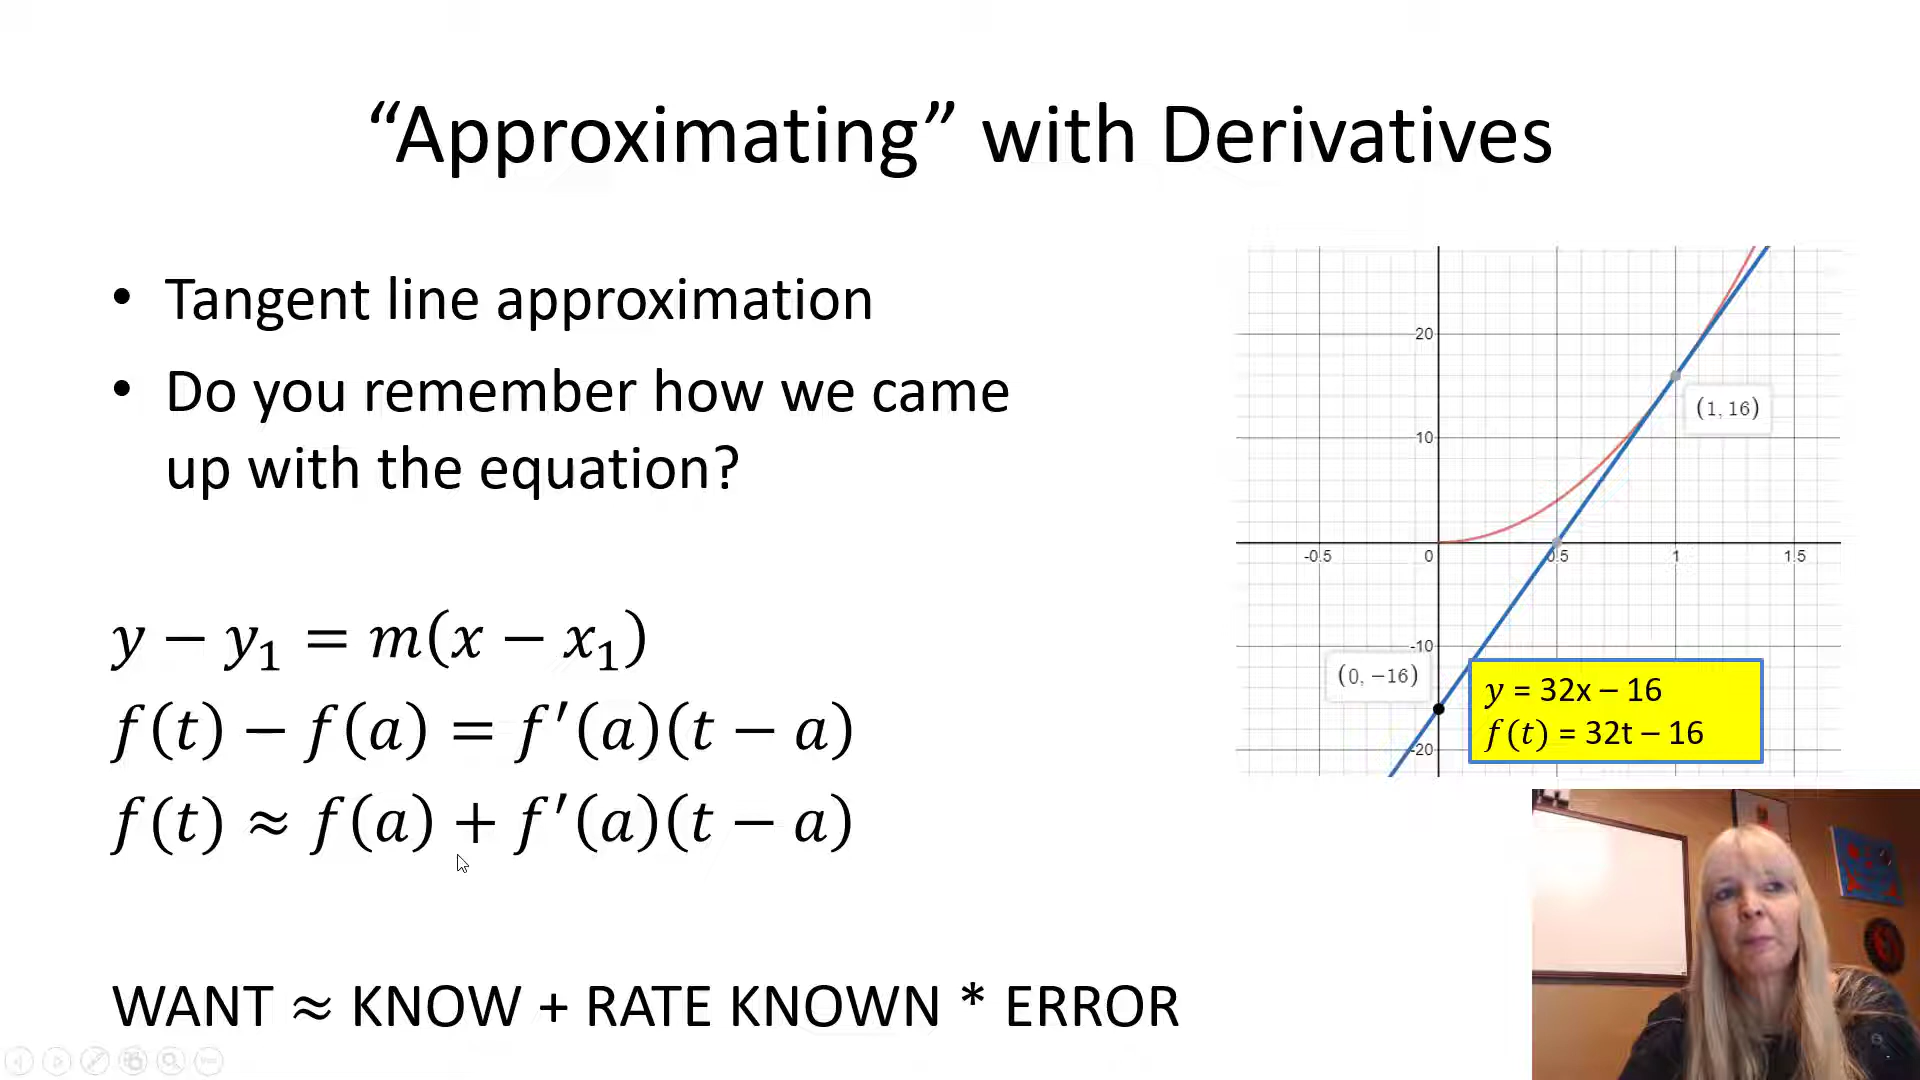 “Approximating” with Derivatives
• Tangent line approximation
• Do you remember how we came
up with the equation?
y − y₁ = m(x − x₁)
f(t) − f(a) = f′(a)(t − a)
f(t) ≈ f(a) + f′(a)(t − a)
WANT ≈ KNOW + RATE KNOWN * ERROR
20
(1, 16)
10
-0.5
0
0.5
1
1.5
-10
(0, −16)
y = 32x – 16
f(t) = 32t – 16
-20